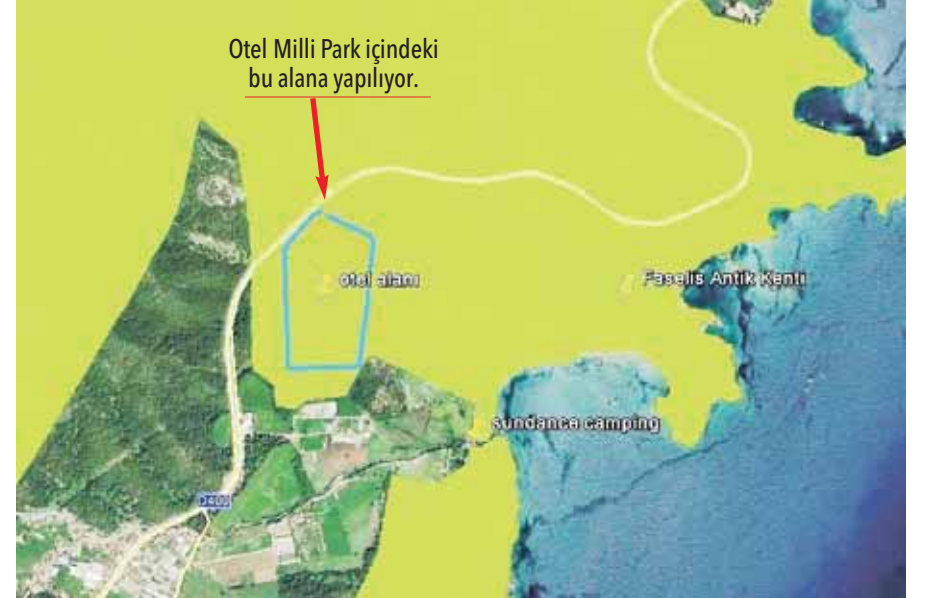 Otel Milli Park içindeki
bu alana yapılıyor.
otel alanı
Faselis Antik Kenti
sundance camping
D400